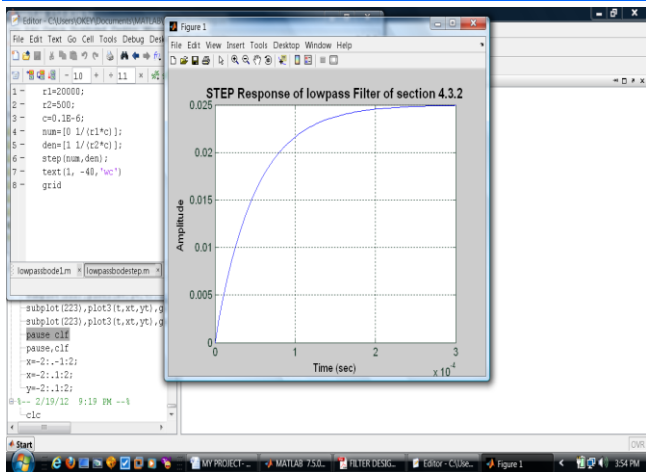 Editor - C:\Users\OKEY\Documents\MATLAB
File Edit Text Go Cell Tools Debug Desk
1.0
1.1
1 - r1=20000;
2 - r2=500;
3 - c=0.1E-6;
4 - num=[0 1/(r1*c)];
5 - den=[1 1/(r2*c)];
6 - step(num,den);
7 - text(1, -40,'wc')
8 - grid
lowpassbode1.m
lowpassbodestep.m
subplot(223),plot3(t,xt,yt),g
subplot(223),plot3(t,xt,yt),g
pause clf
pause,clf
x=-2:.-1:2;
x=-2:.1:2;
y=-2:.1:2;
%-- 2/19/12 9:19 PM --%
clc
Start
OVR
Figure 1
File Edit View Insert Tools Desktop Window Help
STEP Response of lowpass Filter of section 4.3.2
0.025
0.02
0.015
0.01
0.005
0
Amplitude
0 1 2 3
Time (sec)
x 10^-4
MY PROJECT-...
MATLAB 7.5.0...
FILTER DESIG...
Editor - C:\Use...
Figure 1
3:54 PM